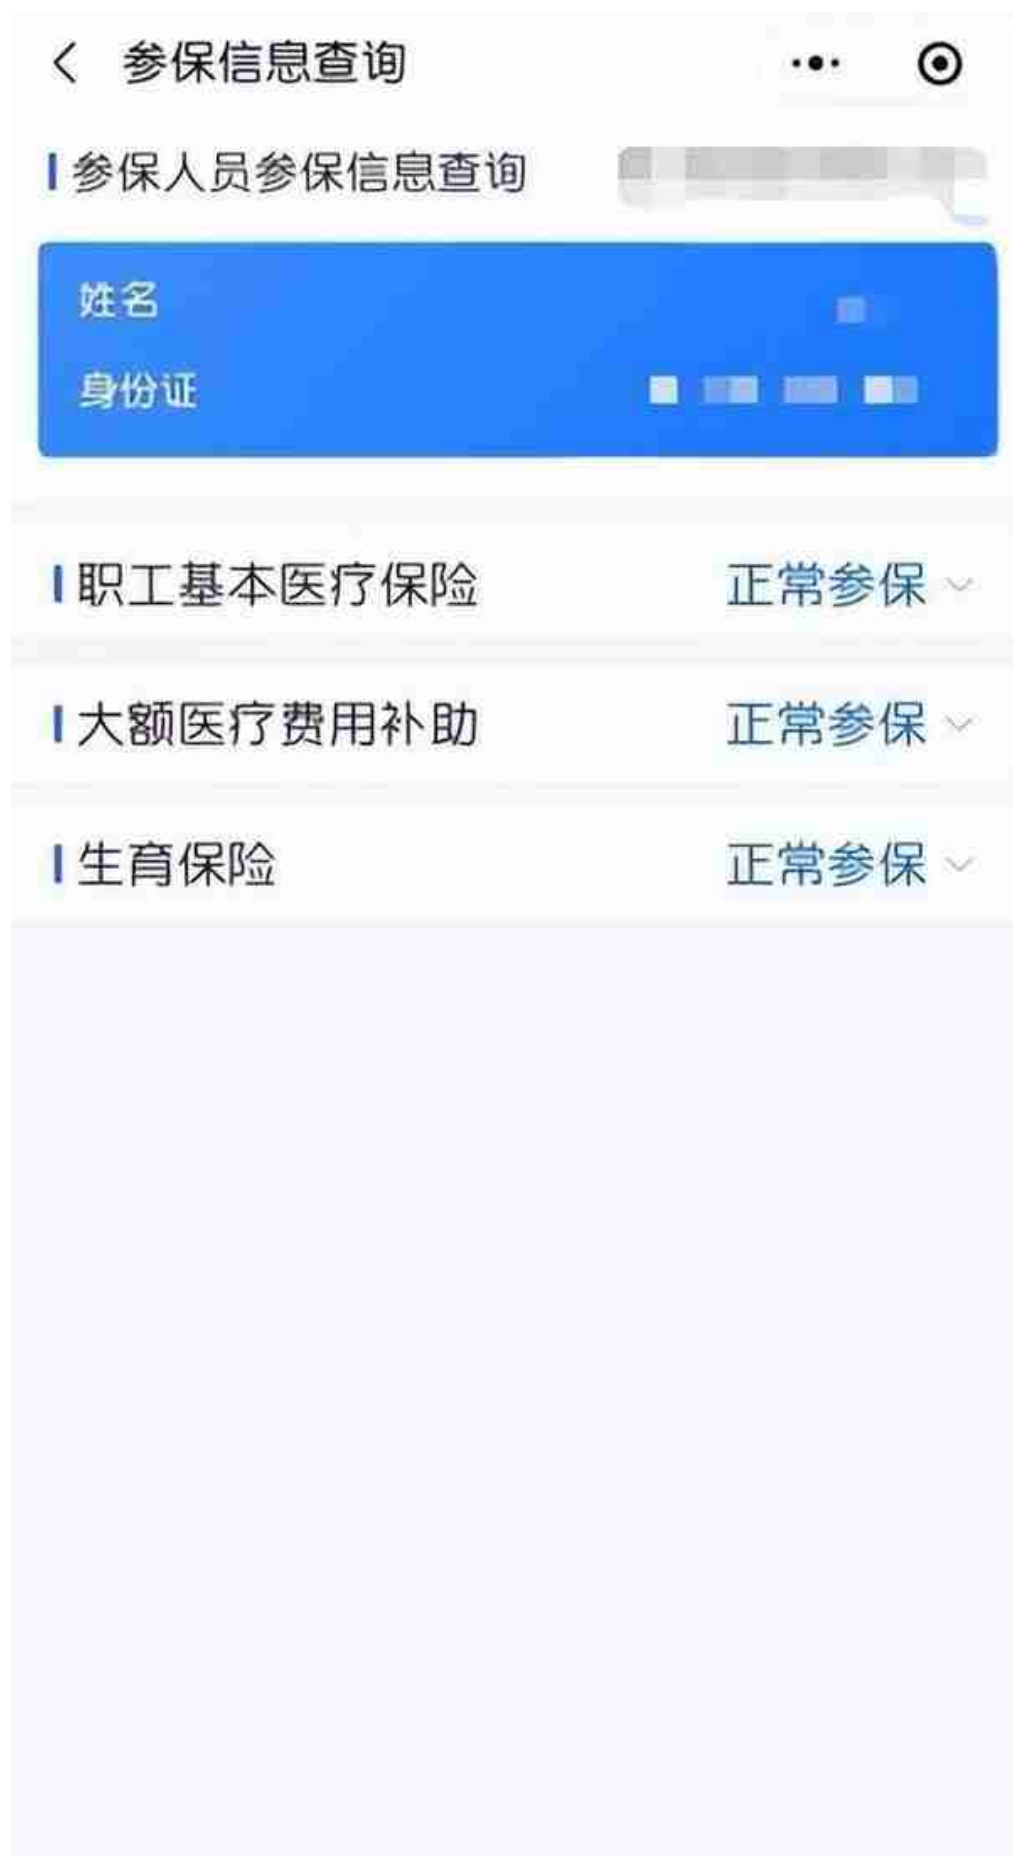 参保信息查询
参保人员参保信息查询
姓名
身份证
职工基本医疗保险 正常参保
大额医疗费用补助 正常参保
生育保险 正常参保